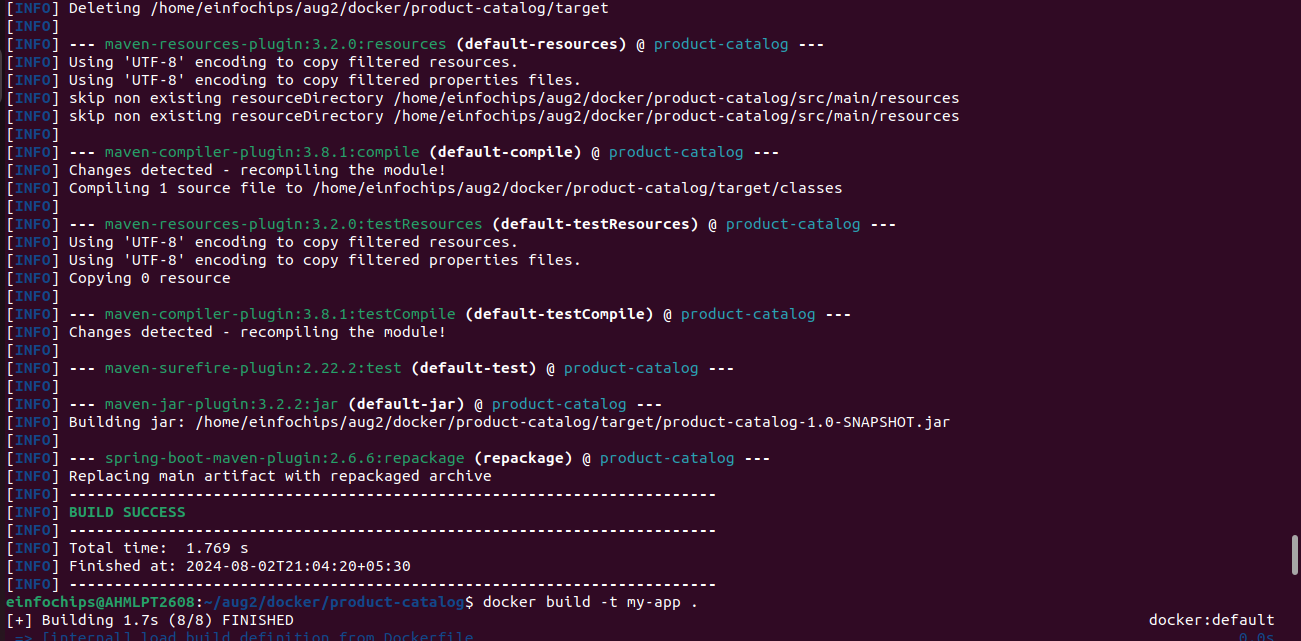 [INFO] Deleting /home/einfochips/aug2/docker/product-catalog/target
[INFO]
[INFO] --- maven-resources-plugin:3.2.0:resources (default-resources) @ product-catalog ---
[INFO] Using 'UTF-8' encoding to copy filtered resources.
[INFO] Using 'UTF-8' encoding to copy filtered properties files.
[INFO] skip non existing resourceDirectory /home/einfochips/aug2/docker/product-catalog/src/main/resources
[INFO] skip non existing resourceDirectory /home/einfochips/aug2/docker/product-catalog/src/main/resources
[INFO]
[INFO] --- maven-compiler-plugin:3.8.1:compile (default-compile) @ product-catalog ---
[INFO] Changes detected - recompiling the module!
[INFO] Compiling 1 source file to /home/einfochips/aug2/docker/product-catalog/target/classes
[INFO]
[INFO] --- maven-resources-plugin:3.2.0:testResources (default-testResources) @ product-catalog ---
[INFO] Using 'UTF-8' encoding to copy filtered resources.
[INFO] Using 'UTF-8' encoding to copy filtered properties files.
[INFO] Copying 0 resource
[INFO]
[INFO] --- maven-compiler-plugin:3.8.1:testCompile (default-testCompile) @ product-catalog ---
[INFO] Changes detected - recompiling the module!
[INFO]
[INFO] --- maven-surefire-plugin:2.22.2:test (default-test) @ product-catalog ---
[INFO]
[INFO] --- maven-jar-plugin:3.2.2:jar (default-jar) @ product-catalog ---
[INFO] Building jar: /home/einfochips/aug2/docker/product-catalog/target/product-catalog-1.0-SNAPSHOT.jar
[INFO]
[INFO] --- spring-boot-maven-plugin:2.6.6:repackage (repackage) @ product-catalog ---
[INFO] Replacing main artifact with repackaged archive
[INFO] ------------------------------------------------------------------------
[INFO] BUILD SUCCESS
[INFO] ------------------------------------------------------------------------
[INFO] Total time:  1.769 s
[INFO] Finished at: 2024-08-02T21:04:20+05:30
[INFO] ------------------------------------------------------------------------
einfochips@AHMLPT2608:~/aug2/docker/product-catalog$ docker build -t my-app .
[+] Building 1.7s (8/8) FINISHED docker:default
=> [internal] load build definition from Dockerfile 0.0s